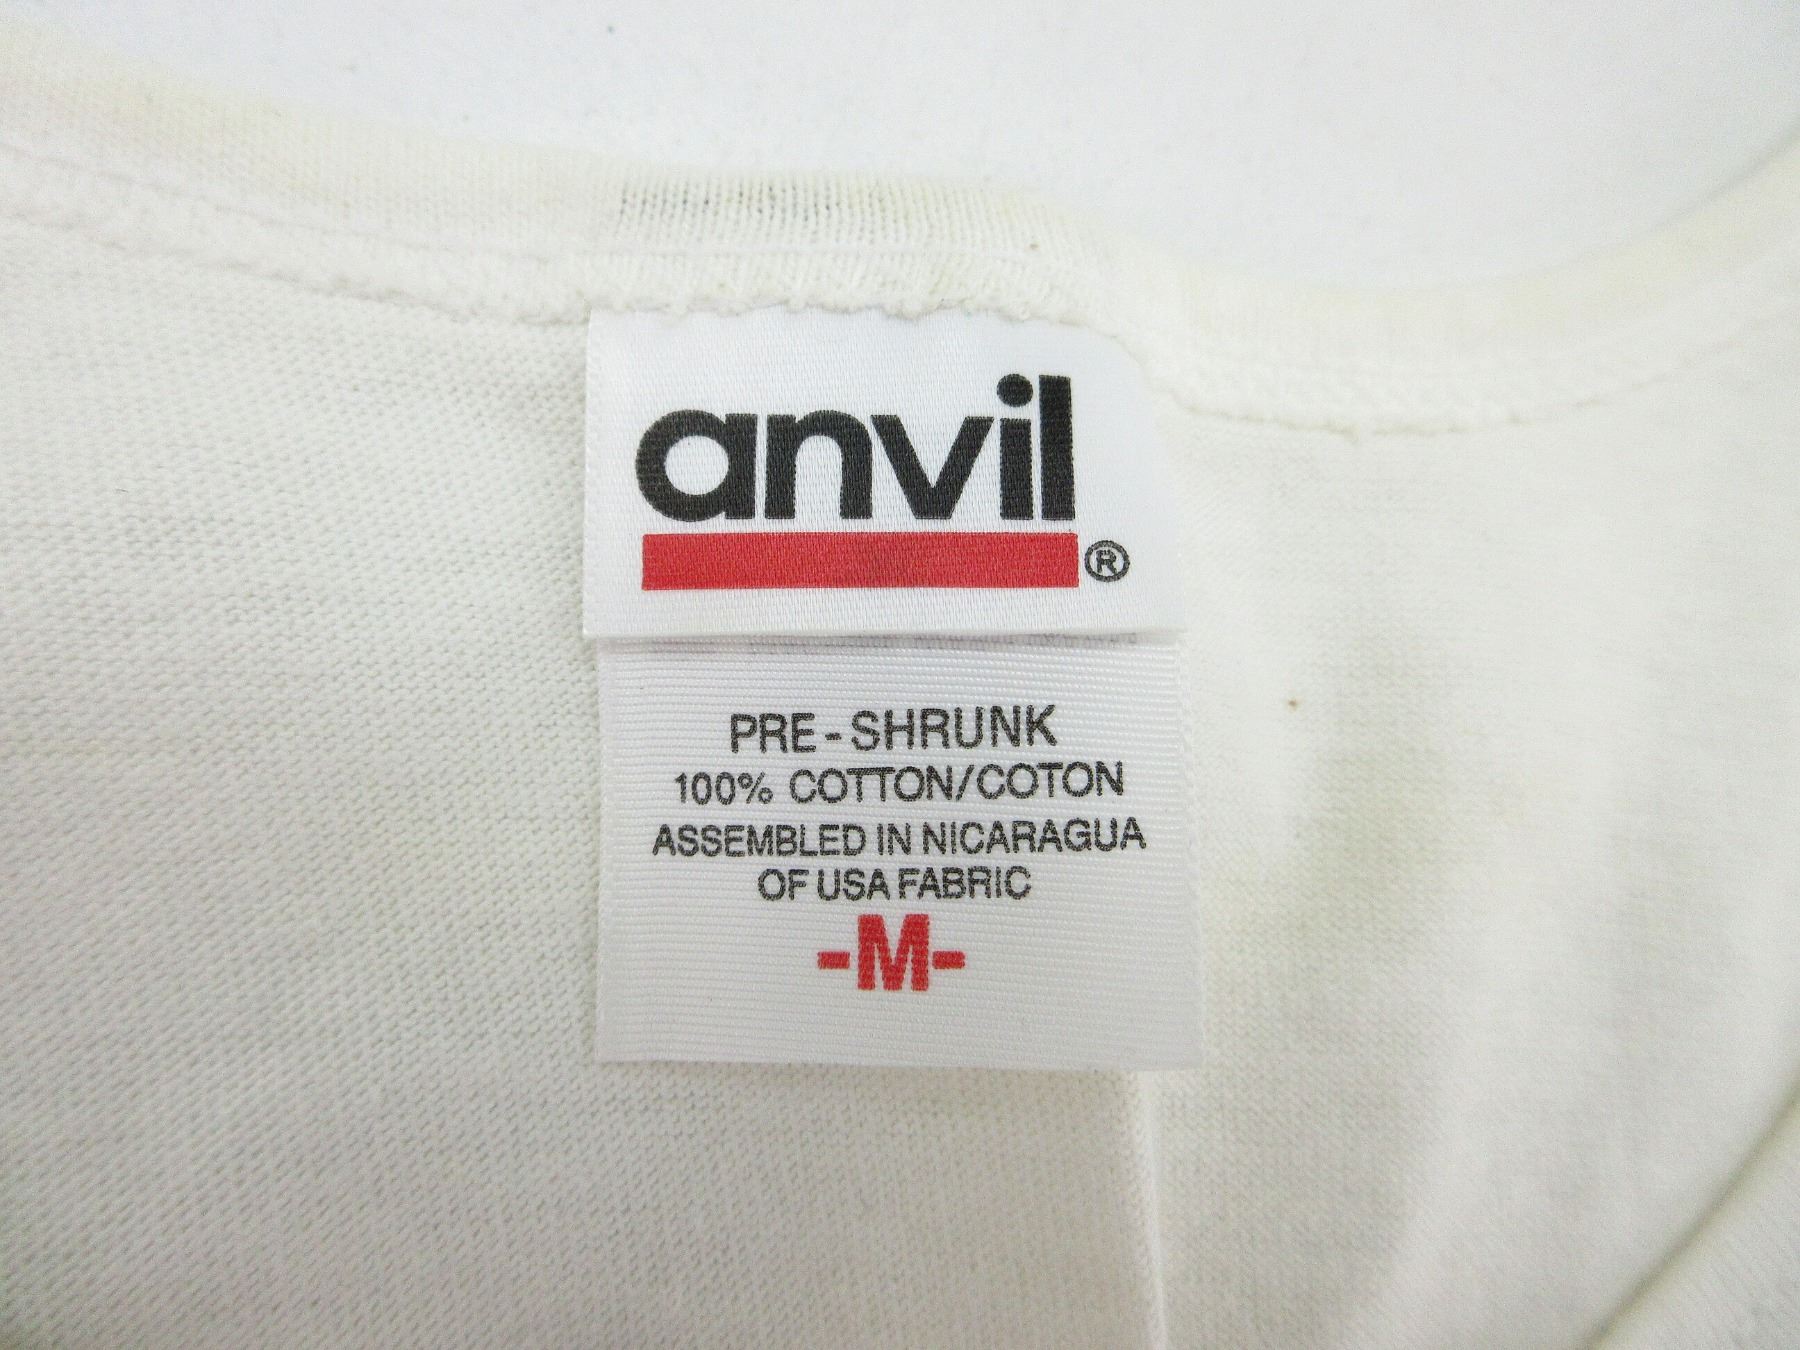 anvil
®
PRE-SHRUNK
100% COTTON/COTON
ASSEMBLED IN NICARAGUA
OF USA FABRIC
-M-